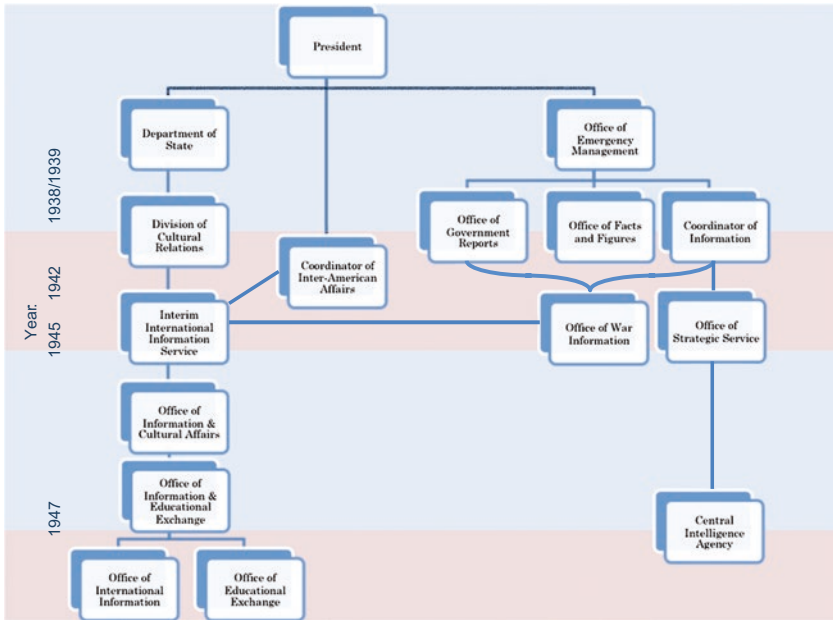 President
Department of
State
Office of
Emergency
Management
1938/1939
Division of
Cultural
Relations
Office of
Government
Reports
Office of Facts
and Figures
Coordinator of
Information
1942
Coordinator of
Inter-American
Affairs
Year.
1945
Interim
International
Information
Service
Office of War
Information
Office of
Strategic Service
Office of
Information &
Cultural Affairs
Office of
Information &
Educational
Exchange
1947
Central
Intelligence
Agency
Office of
International
Information
Office of
Educational
Exchange